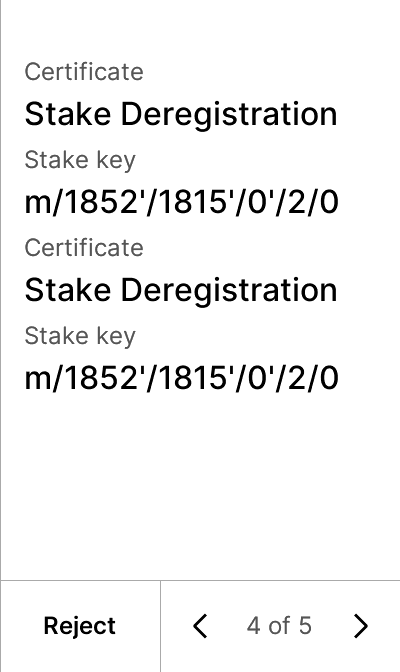 Certificate
Stake Deregistration
Stake key
m/1852'/1815'/0'/2/0
Certificate
Stake Deregistration
Stake key
m/1852'/1815'/0'/2/0
Reject
4 of 5